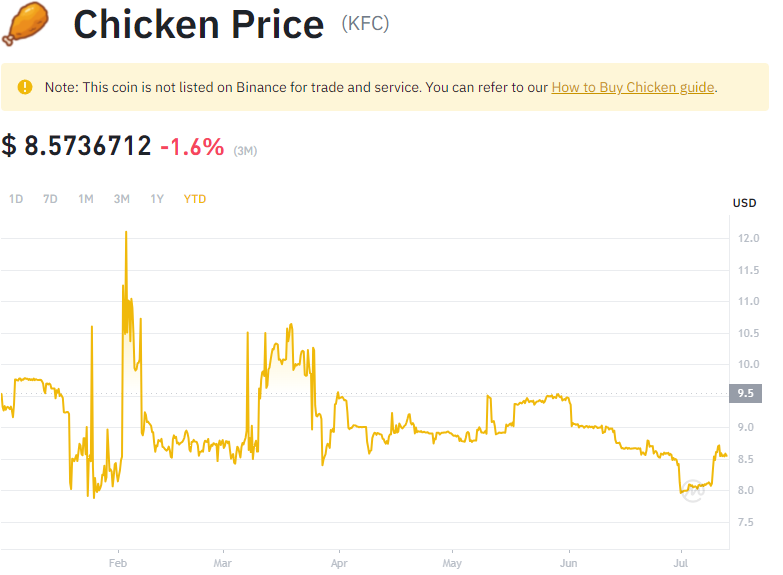 Chicken Price (KFC)
Note: This coin is not listed on Binance for trade and service. You can refer to our How to Buy Chicken guide.
$ 8.5736712 -1.6% (3M)
1D 7D 1M 3M 1Y YTD
USD
12.0
11.5
11.0
10.5
10.0
9.5
9.0
8.5
8.0
7.5
Feb Mar Apr May Jun Jul